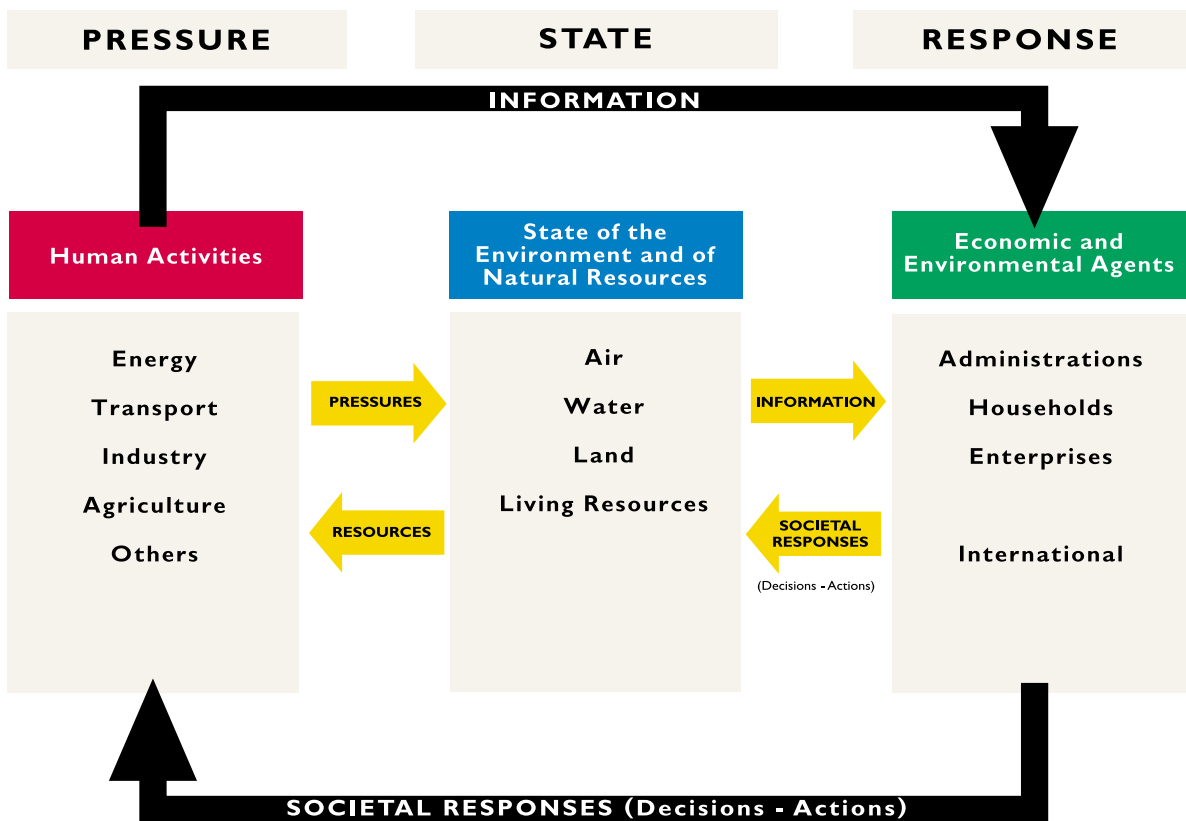 PRESSURE
STATE
RESPONSE
INFORMATION
Human Activities
State of the
Environment and of
Natural Resources
Economic and
Environmental Agents
Energy
Transport
Industry
Agriculture
Others
PRESSURES
RESOURCES
Air
Water
Land
Living Resources
INFORMATION
SOCIETAL
RESPONSES
(Decisions - Actions)
Administrations
Households
Enterprises
International
SOCIETAL RESPONSES (Decisions - Actions)